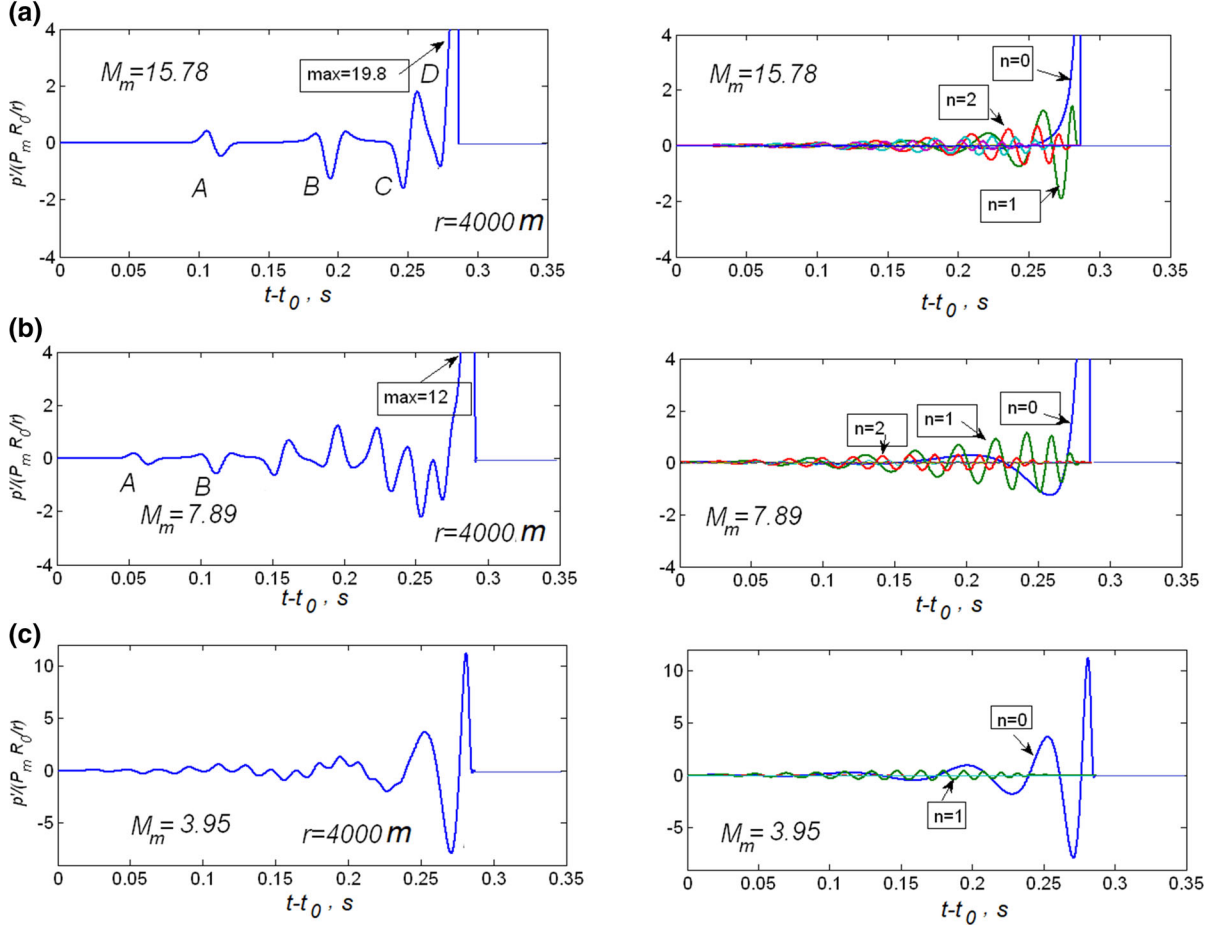 (a)
4
2
0
-2
-4
p'/(P_m R_0/r)
M_m=15.78
max=19.8
A
B
C
D
r=4000 m
0 0.05 0.1 0.15 0.2 0.25 0.3 0.35
t-t_0 , s
4
2
0
-2
-4
M_m=15.78
n=0
n=2
n=1
0 0.05 0.1 0.15 0.2 0.25 0.3 0.35
t-t_0 , s
(b)
4
2
0
-2
-4
p'/(P_m R_0/r)
max=12
A
B
M_m=7.89
r=4000 m
0 0.05 0.1 0.15 0.2 0.25 0.3 0.35
t-t_0 , s
4
2
0
-2
-4
n=2
n=1
n=0
M_m=7.89
0 0.05 0.1 0.15 0.2 0.25 0.3 0.35
t-t_0 , s
(c)
10
5
0
-5
p'/(P_m R_0/r)
M_m= 3.95
r=4000 m
0 0.05 0.1 0.15 0.2 0.25 0.3 0.35
t-t_0 , s
10
5
0
-5
n=0
n=1
M_m= 3.95
0 0.05 0.1 0.15 0.2 0.25 0.3 0.35
t-t_0 , s